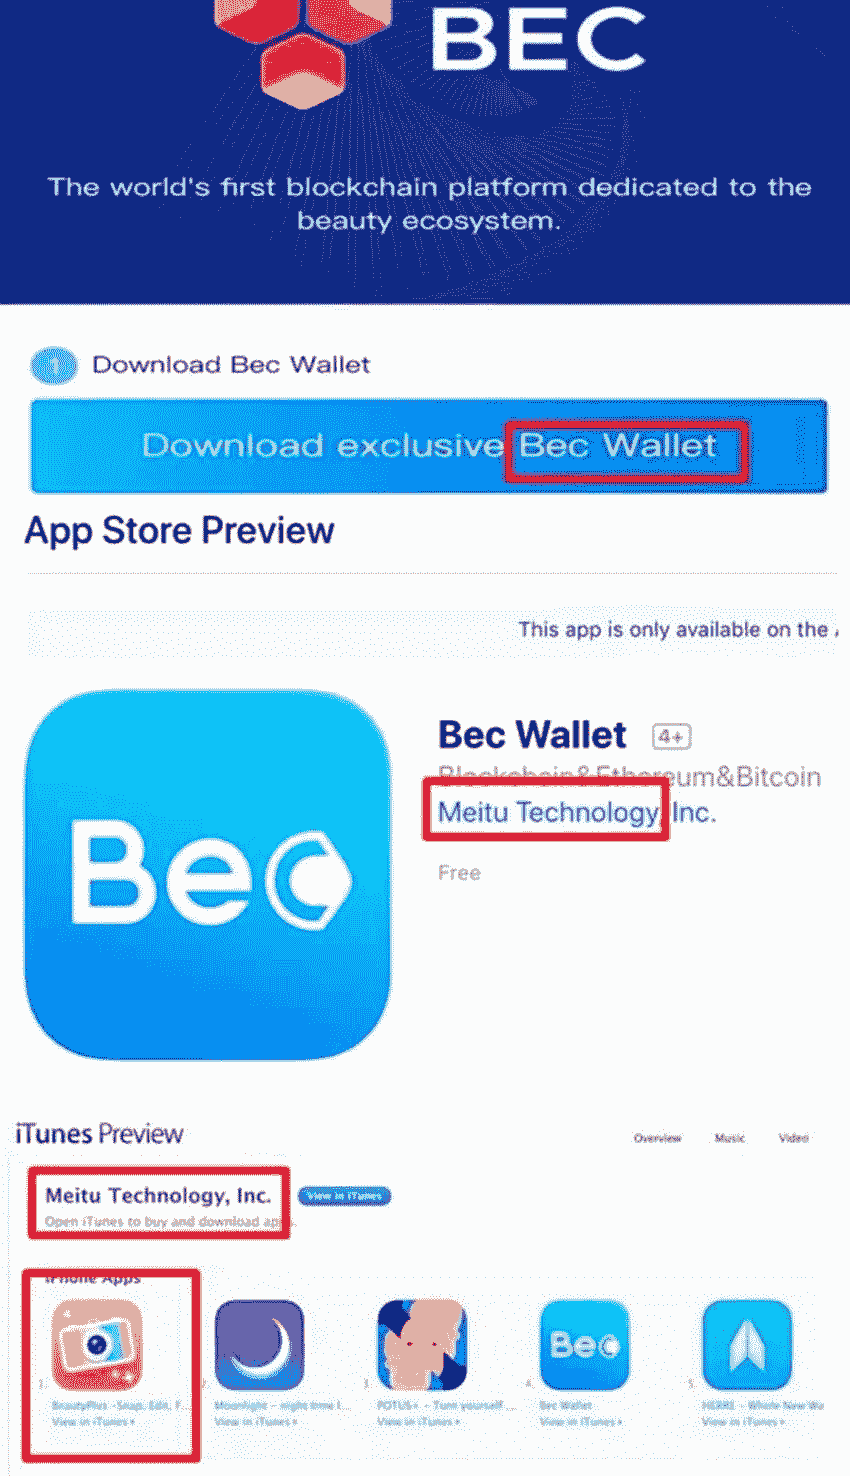 BEC
The world's first blockchain platform dedicated to the
beauty ecosystem.
1 Download Bec Wallet
Download exclusive Bec Wallet
App Store Preview
This app is only available on the
Bec Wallet 4+
Blockchain&Ethereum&Bitcoin
Meitu Technology, Inc.
Free
Bec
iTunes Preview
Overview Music Video
Meitu Technology, Inc. View in iTunes
Open iTunes to buy and download apps.
iPhone Apps
Bec
1. 2. 3. 4. 5.
BeautyPlus - Snap, Edit, F... Moonlight - night time l... POTUS+ - Turn yourself ... Bec Wallet HERRE - Whole New Wo
View in iTunes View in iTunes View in iTunes View in iTunes View in iTunes